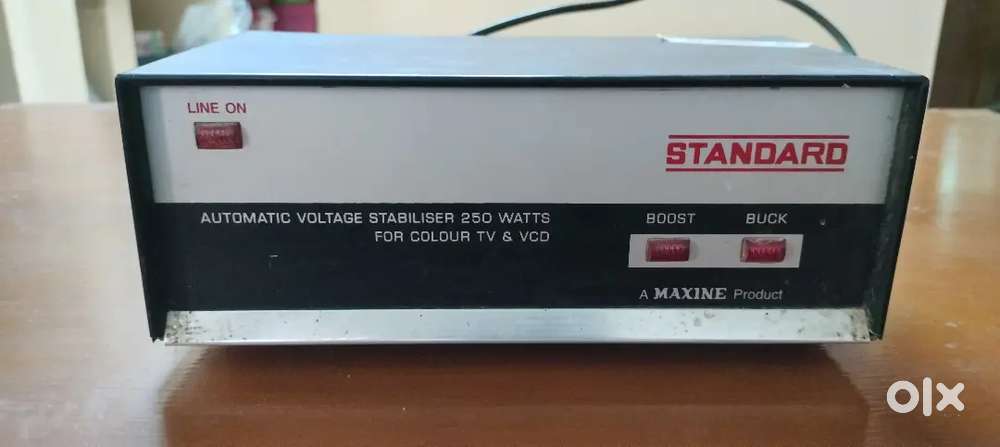 LINE ON
STANDARD
AUTOMATIC VOLTAGE STABILISER 250 WATTS
FOR COLOUR TV & VCD
BOOST BUCK
A MAXINE Product
olx